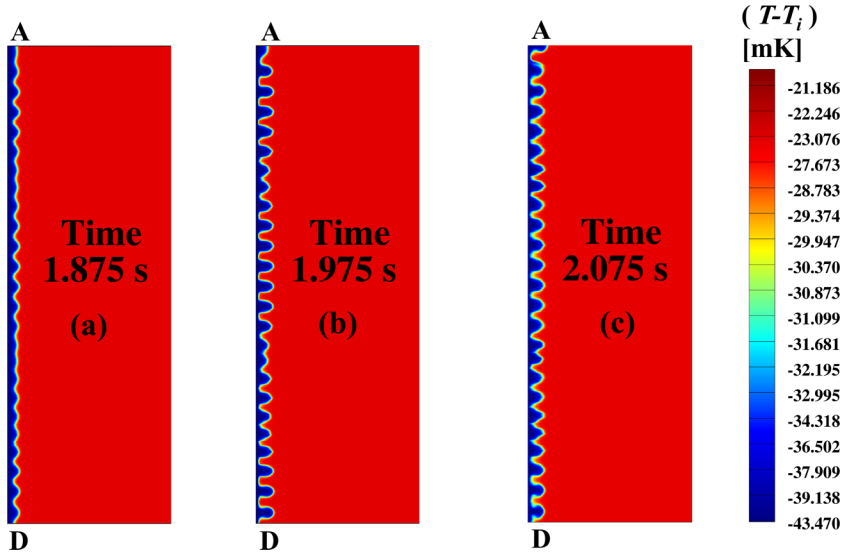 A
A
A
( T-Ti )
[mK]
Time
1.875 s
(a)
Time
1.975 s
(b)
Time
2.075 s
(c)
-21.186
-22.246
-23.076
-27.673
-28.783
-29.374
-29.947
-30.370
-30.873
-31.099
-31.681
-32.195
-32.995
-34.318
-36.502
-37.909
-39.138
-43.470
D
D
D